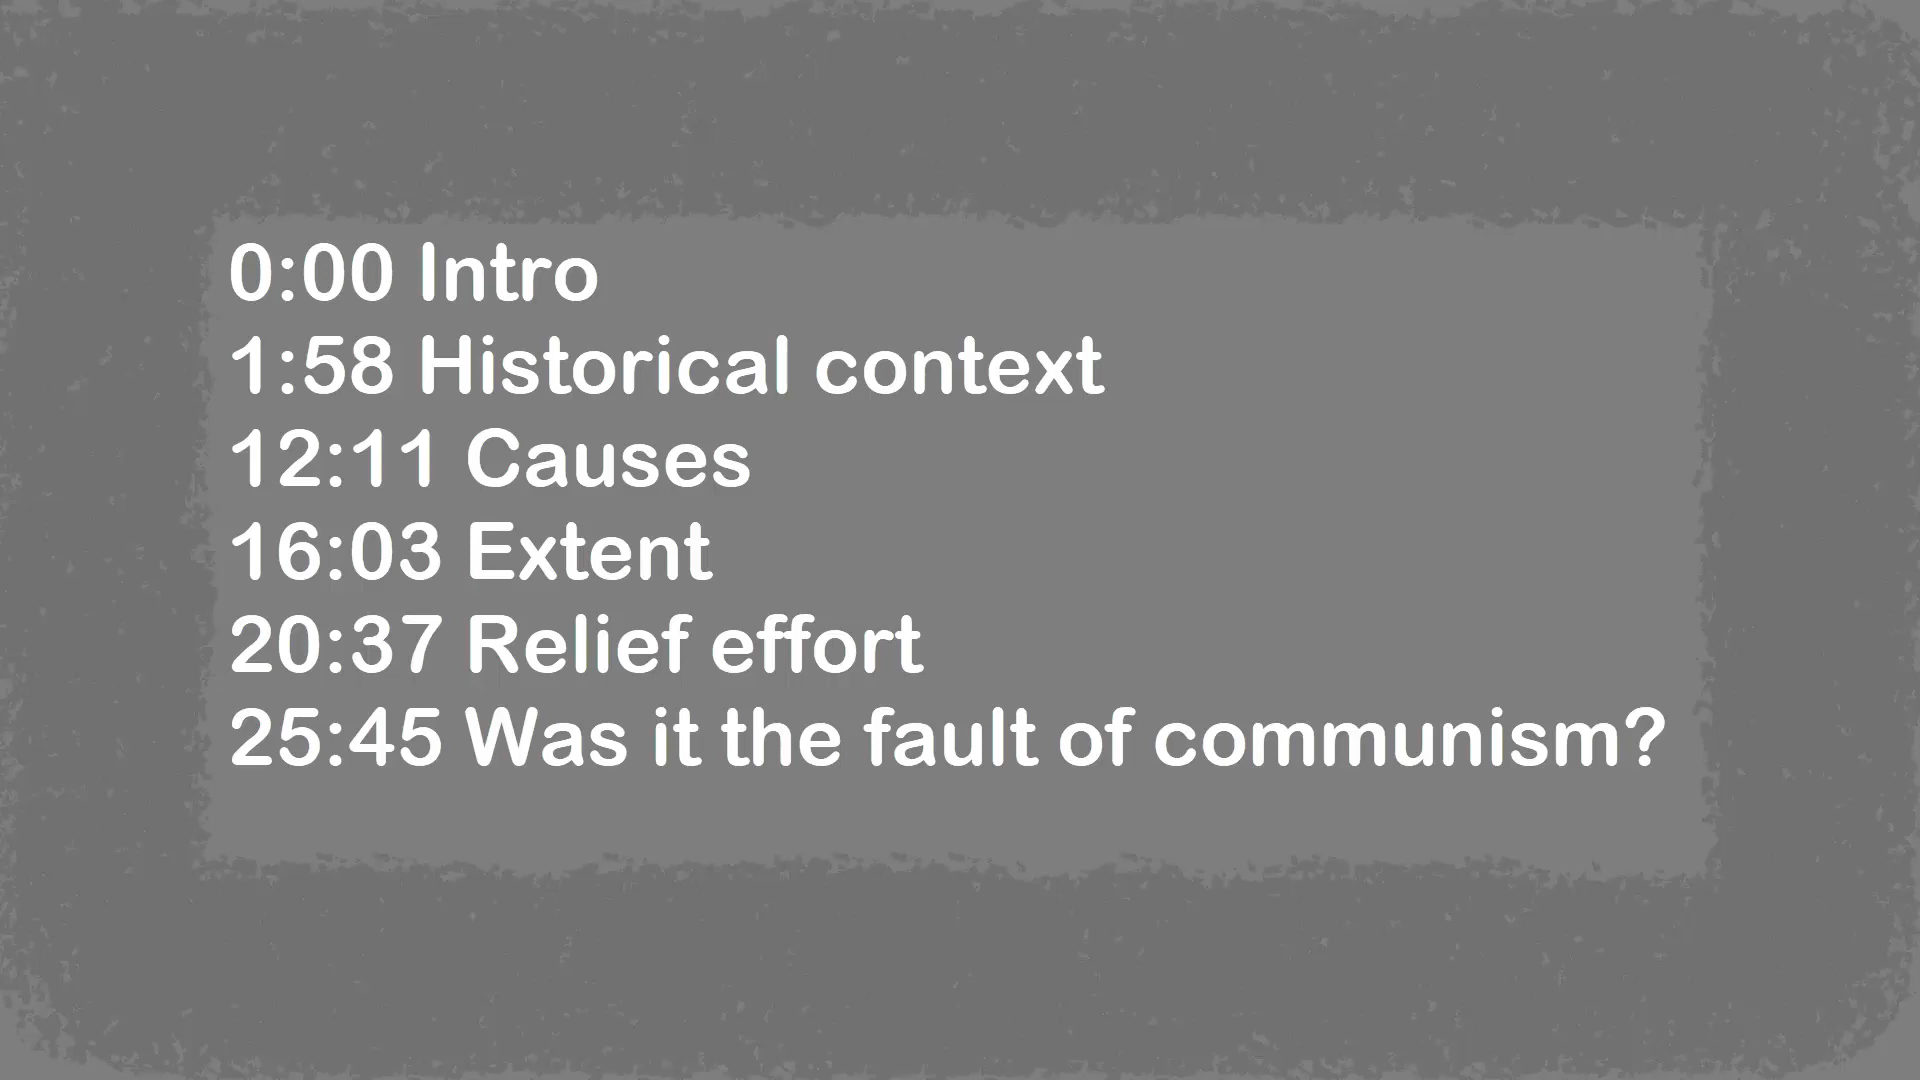 0:00 Intro
1:58 Historical context
12:11 Causes
16:03 Extent
20:37 Relief effort
25:45 Was it the fault of communism?